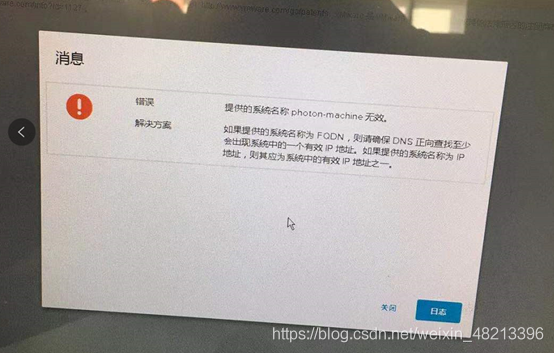 消息
错误
提供的系统名称 photon-machine 无效。
解决方案
如果提供的系统名称为 FQDN，则请确保 DNS 正向查找至少
会出现系统中的一个有效 IP 地址。如果提供的系统名称为 IP
地址，则其应为系统中的有效 IP 地址之一。
关闭
日志
https://blog.csdn.net/weixin_48213396